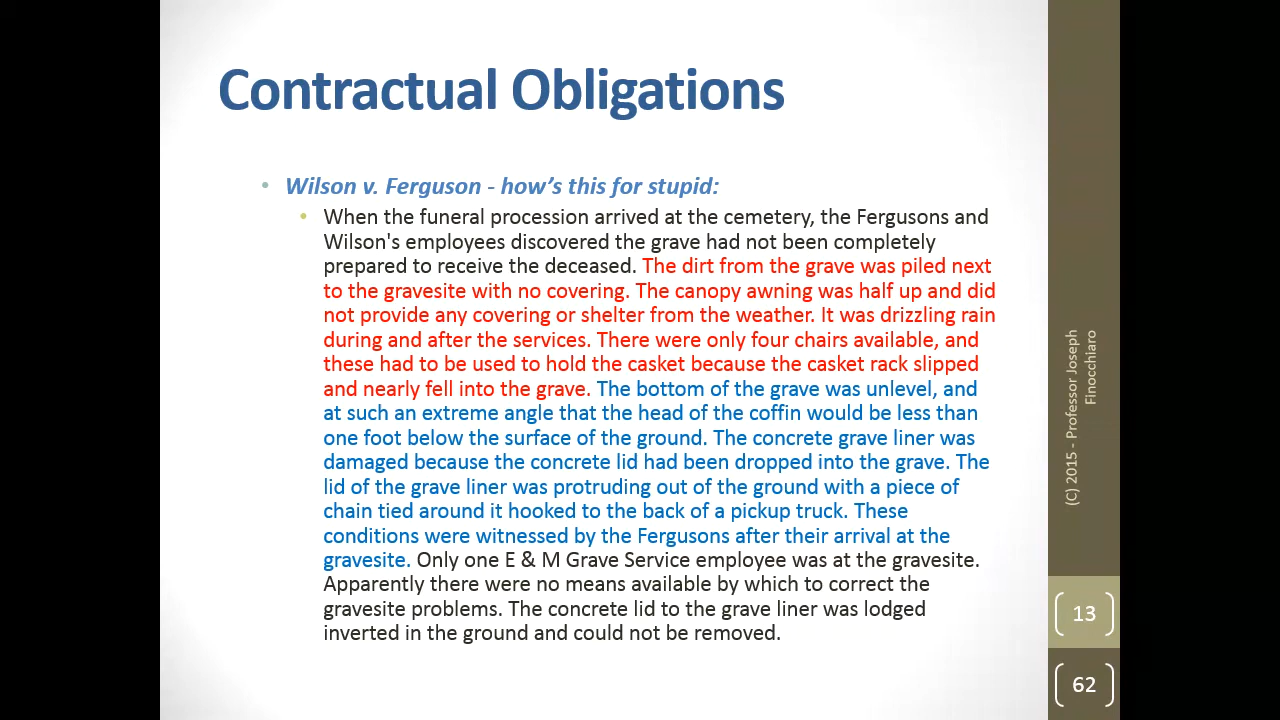 Contractual Obligations
• Wilson v. Ferguson - how's this for stupid:
• When the funeral procession arrived at the cemetery, the Fergusons and
Wilson's employees discovered the grave had not been completely
prepared to receive the deceased. The dirt from the grave was piled next
to the gravesite with no covering. The canopy awning was half up and did
not provide any covering or shelter from the weather. It was drizzling rain
during and after the services. There were only four chairs available, and
these had to be used to hold the casket because the casket rack slipped
and nearly fell into the grave. The bottom of the grave was unlevel, and
at such an extreme angle that the head of the coffin would be less than
one foot below the surface of the ground. The concrete grave liner was
damaged because the concrete lid had been dropped into the grave. The
lid of the grave liner was protruding out of the ground with a piece of
chain tied around it hooked to the back of a pickup truck. These
conditions were witnessed by the Fergusons after their arrival at the
gravesite. Only one E & M Grave Service employee was at the gravesite.
Apparently there were no means available by which to correct the
gravesite problems. The concrete lid to the grave liner was lodged
inverted in the ground and could not be removed.
(C) 2015 - Professor Joseph
Finocchiaro
13
62